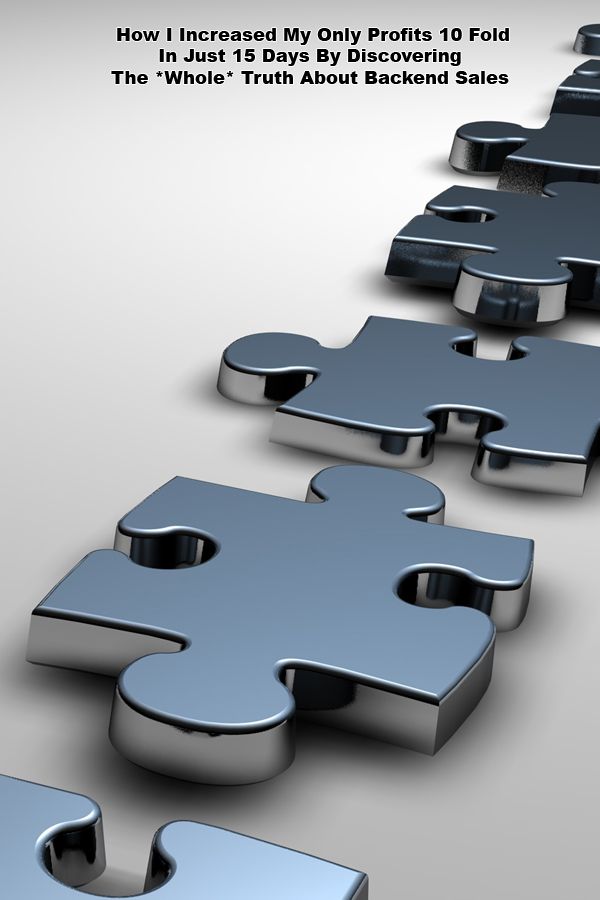 How I Increased My Only Profits 10 Fold
In Just 15 Days By Discovering
The *Whole* Truth About Backend Sales